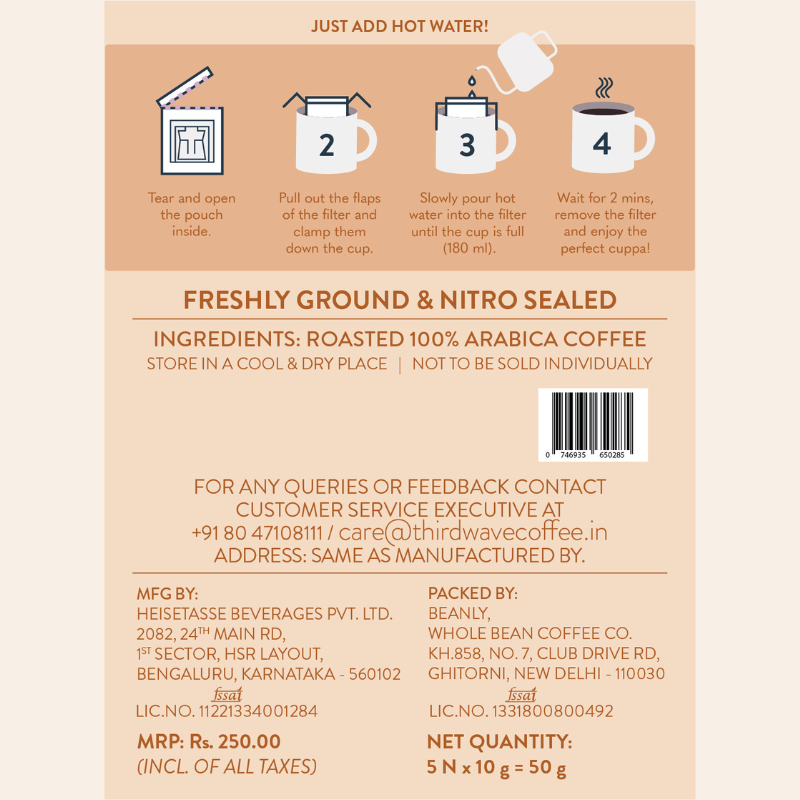 JUST ADD HOT WATER!
2
3
4
Tear and open
the pouch
inside.
Pull out the flaps
of the filter and
clamp them
down the cup.
Slowly pour hot
water into the filter
until the cup is full
(180 ml).
Wait for 2 mins,
remove the filter
and enjoy the
perfect cuppa!
FRESHLY GROUND & NITRO SEALED
INGREDIENTS: ROASTED 100% ARABICA COFFEE
STORE IN A COOL & DRY PLACE | NOT TO BE SOLD INDIVIDUALLY
0 746935 650285
FOR ANY QUERIES OR FEEDBACK CONTACT
CUSTOMER SERVICE EXECUTIVE AT
+91 80 47108111 / care@thirdwavecoffee.in
ADDRESS: SAME AS MANUFACTURED BY.
MFG BY:
HEISETASSE BEVERAGES PVT. LTD.
2082, 24TH MAIN RD,
1ST SECTOR, HSR LAYOUT,
BENGALURU, KARNATAKA - 560102
fssai
LIC.NO. 11221334001284
MRP: Rs. 250.00
(INCL. OF ALL TAXES)
PACKED BY:
BEANLY,
WHOLE BEAN COFFEE CO.
KH.858, NO. 7, CLUB DRIVE RD,
GHITORNI, NEW DELHI - 110030
fssai
LIC.NO. 1331800800492
NET QUANTITY:
5 N x 10 g = 50 g